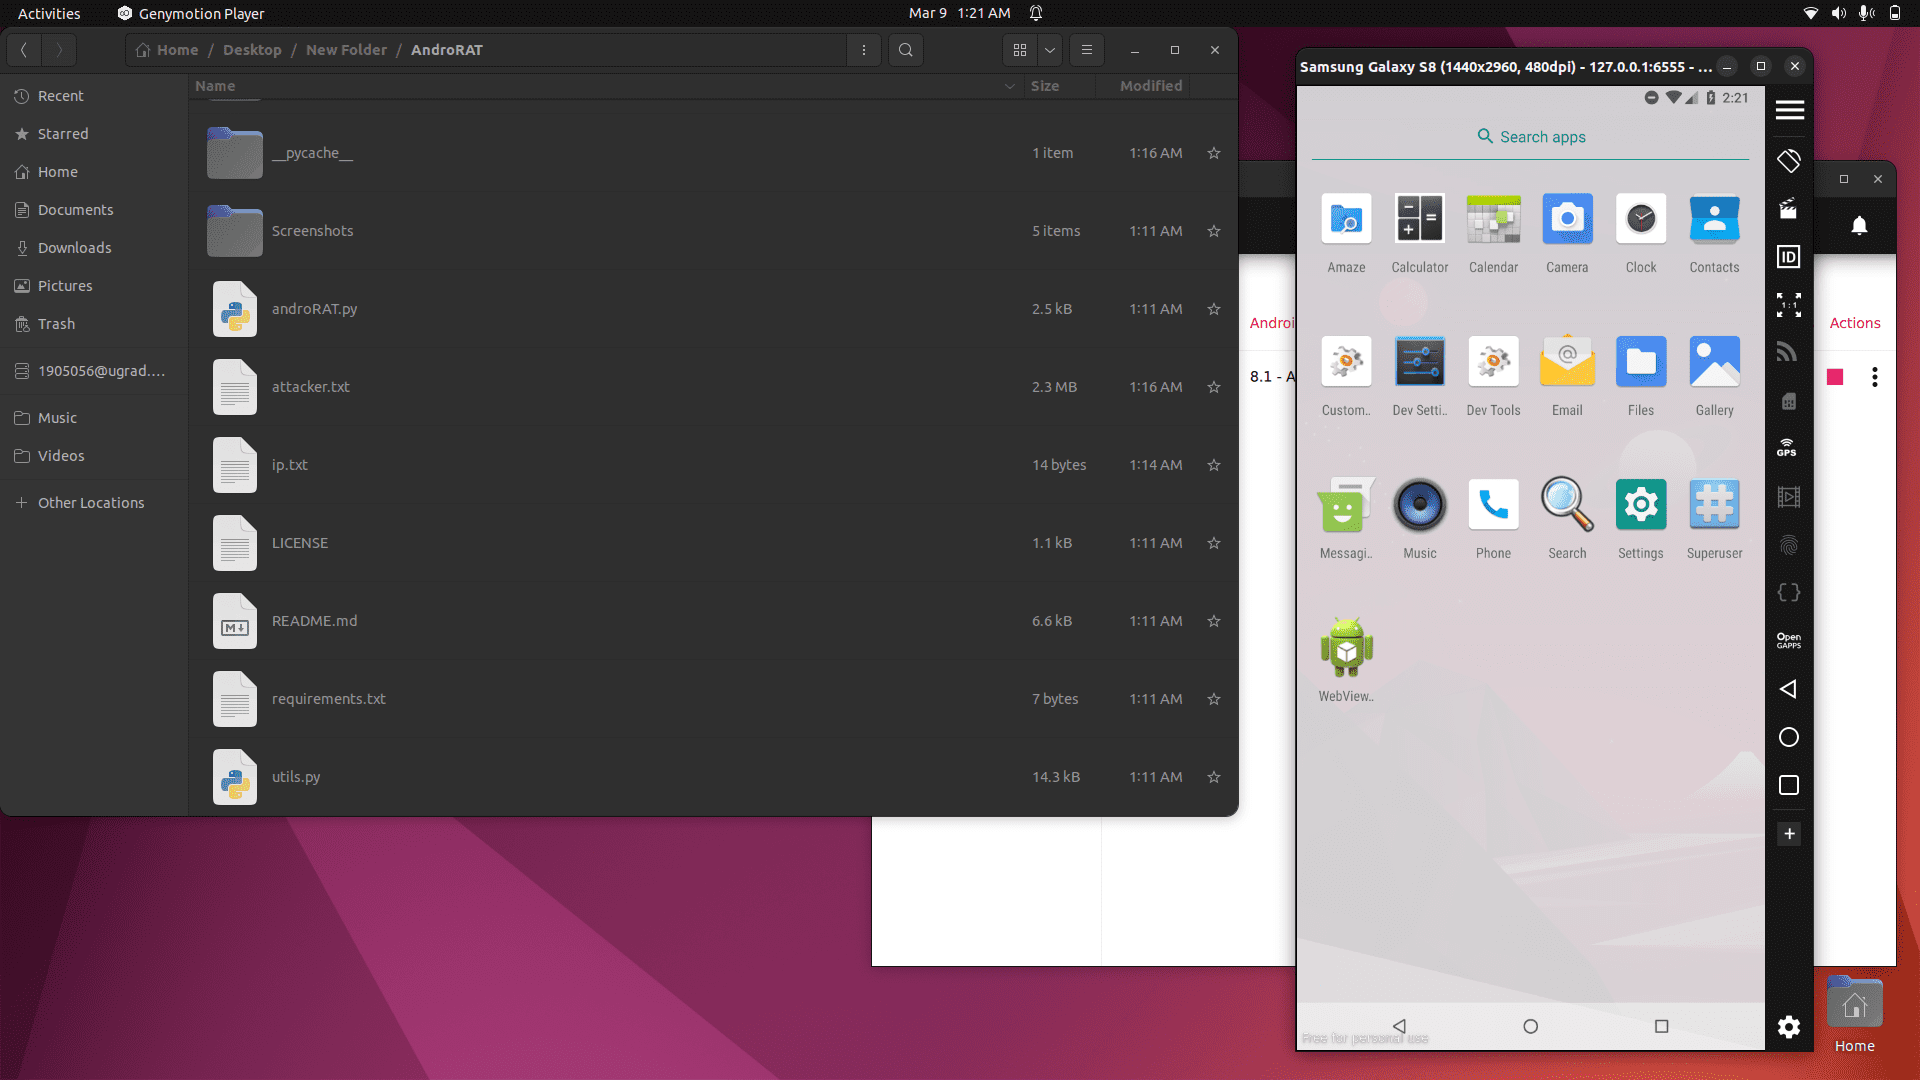 Activities
Genymotion Player
Mar 9 1:21 AM
Home / Desktop / New Folder / AndroRAT
Name
Size
Modified
Recent
Starred
Home
Documents
Downloads
Pictures
Trash
1905056@ugrad....
Music
Videos
+ Other Locations
__pycache__ 1 item 1:16 AM
Screenshots 5 items 1:11 AM
androRAT.py 2.5 kB 1:11 AM
attacker.txt 2.3 MB 1:16 AM
ip.txt 14 bytes 1:14 AM
LICENSE 1.1 kB 1:11 AM
README.md 6.6 kB 1:11 AM
requirements.txt 7 bytes 1:11 AM
utils.py 14.3 kB 1:11 AM
Samsung Galaxy S8 (1440x2960, 480dpi) - 127.0.0.1:6555 - ...
2:21
Search apps
Amaze
Calculator
Calendar
Camera
Clock
Contacts
Custom..
Dev Setti..
Dev Tools
Email
Files
Gallery
Messagi..
Music
Phone
Search
Settings
Superuser
WebView..
Free for personal use
ID
1:1
GPS
Open
GAPPS
Androi
Actions
8.1 - A
Home